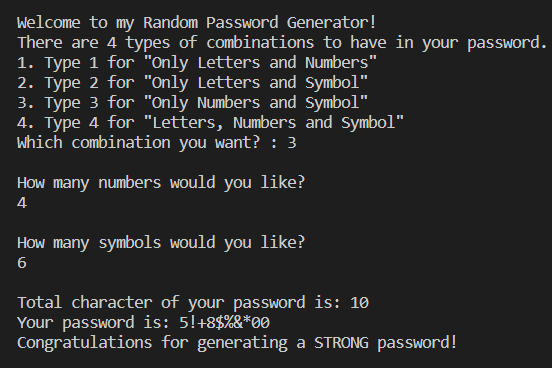 Welcome to my Random Password Generator!
There are 4 types of combinations to have in your password.
1. Type 1 for "Only Letters and Numbers"
2. Type 2 for "Only Letters and Symbol"
3. Type 3 for "Only Numbers and Symbol"
4. Type 4 for "Letters, Numbers and Symbol"
Which combination you want? : 3
How many numbers would you like?
4
How many symbols would you like?
6
Total character of your password is: 10
Your password is: 5!+8$%&*00
Congratulations for generating a STRONG password!